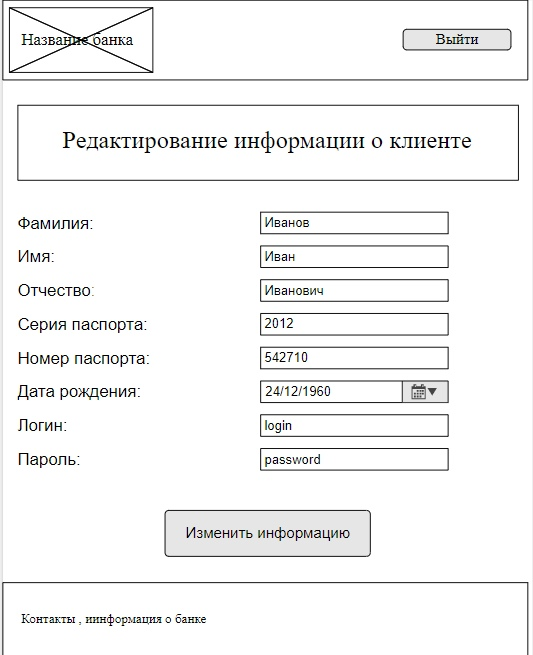 Название банка
Выйти
Редактирование информации о клиенте
Фамилия: Иванов
Имя: Иван
Отчество: Иванович
Серия паспорта: 2012
Номер паспорта: 542710
Дата рождения: 24/12/1960
Логин: login
Пароль: password
Изменить информацию
Контакты , иинформация о банке